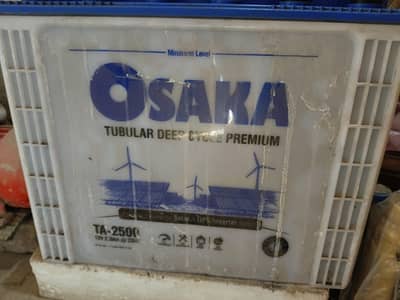 Minimum Level
OSAKA
TUBULAR DEEP CYCLE PREMIUM
TA-2500